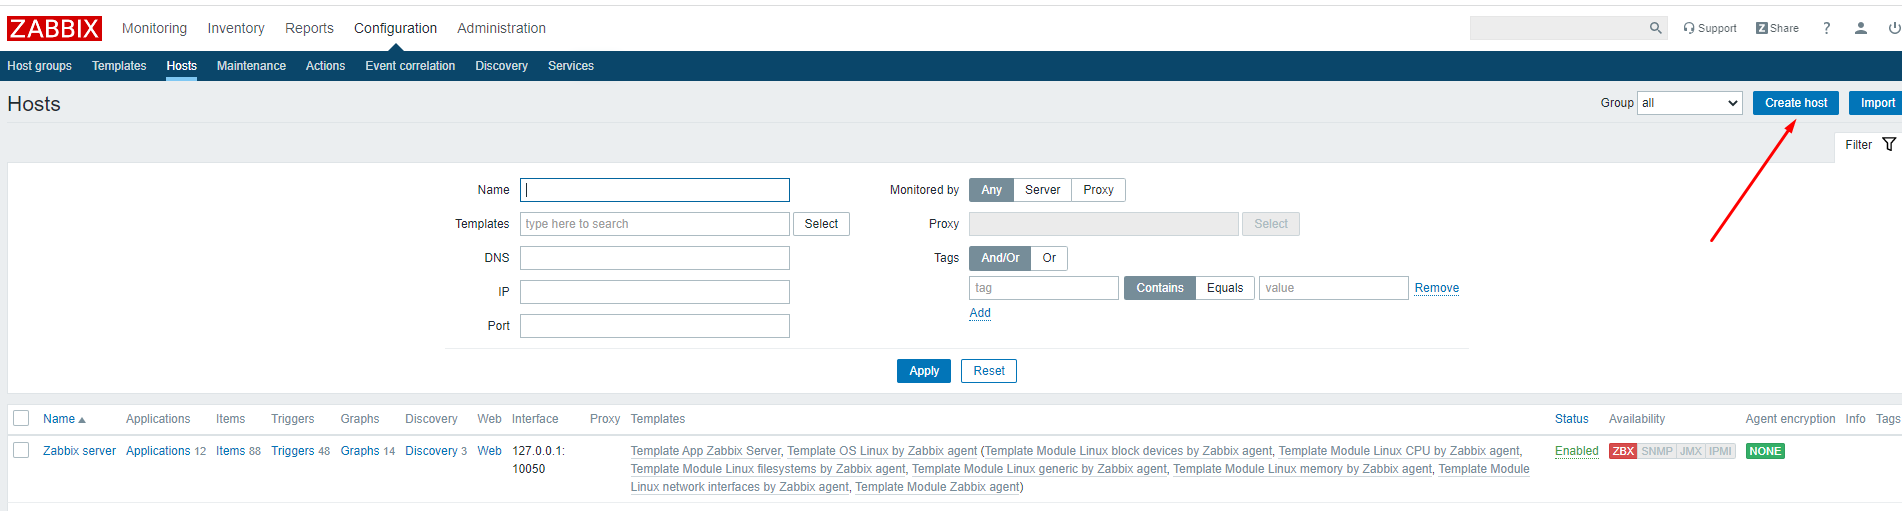 ZABBIX Monitoring Inventory Reports Configuration Administration Support Z Share ?
Host groups Templates Hosts Maintenance Actions Event correlation Discovery Services
Hosts Group all Create host Import
Filter
Name Monitored by Any Server Proxy
Templates type here to search Select Proxy Select
DNS Tags And/Or Or
IP tag Contains Equals value Remove
Add
Port
Apply Reset
Name Applications Items Triggers Graphs Discovery Web Interface Proxy Templates Status Availability Agent encryption Info Tags
Zabbix server Applications 12 Items 88 Triggers 48 Graphs 14 Discovery 3 Web 127.0.0.1: Template App Zabbix Server, Template OS Linux by Zabbix agent (Template Module Linux block devices by Zabbix agent, Template Module Linux CPU by Zabbix agent, Enabled ZBX SNMP JMX IPMI NONE
10050 Template Module Linux filesystems by Zabbix agent, Template Module Linux generic by Zabbix agent, Template Module Linux memory by Zabbix agent, Template Module
Linux network interfaces by Zabbix agent, Template Module Zabbix agent)